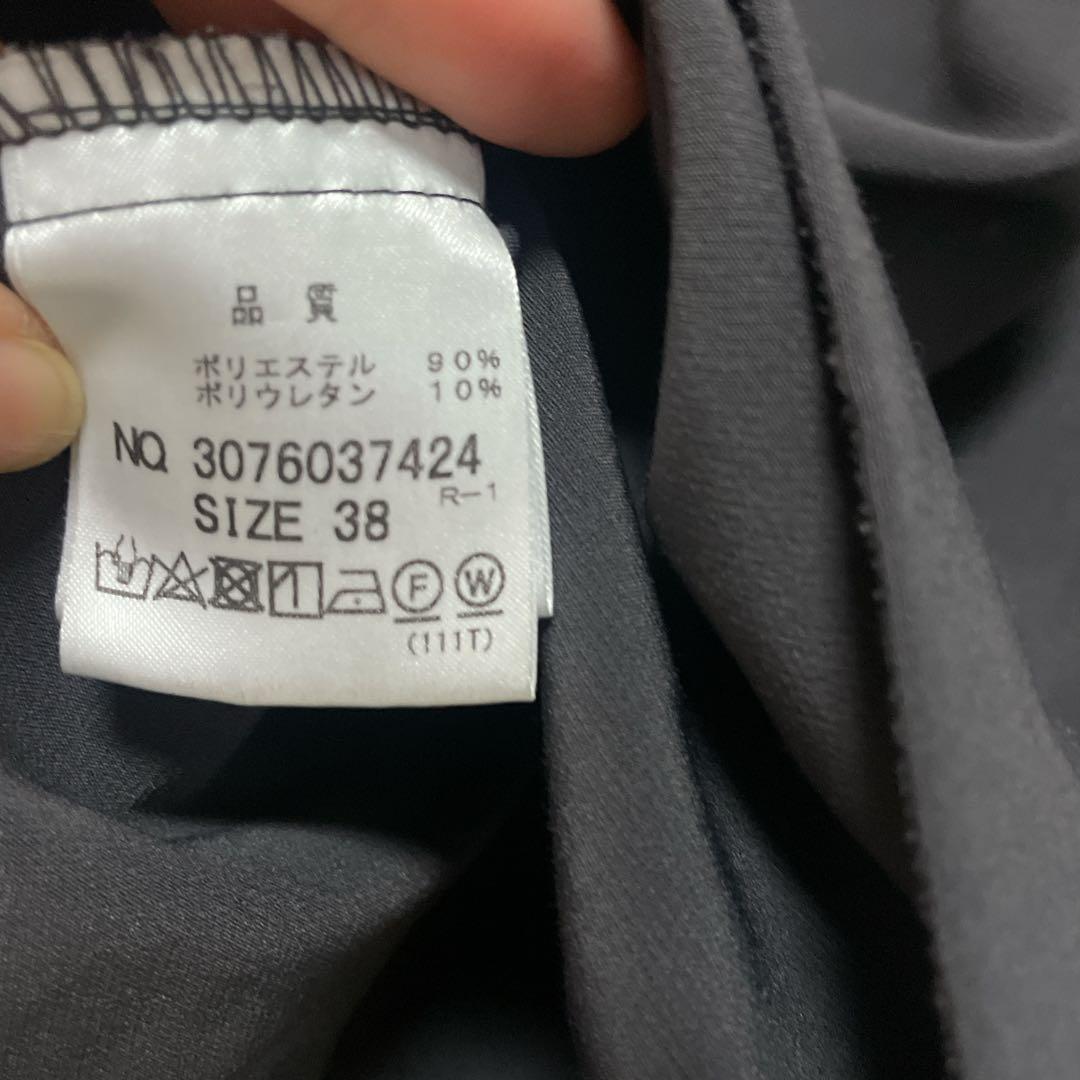 品 質
ポリエステル 90%
ポリウレタン 10%
NO. 3076037424
R-1
SIZE 38
F W
(111T)